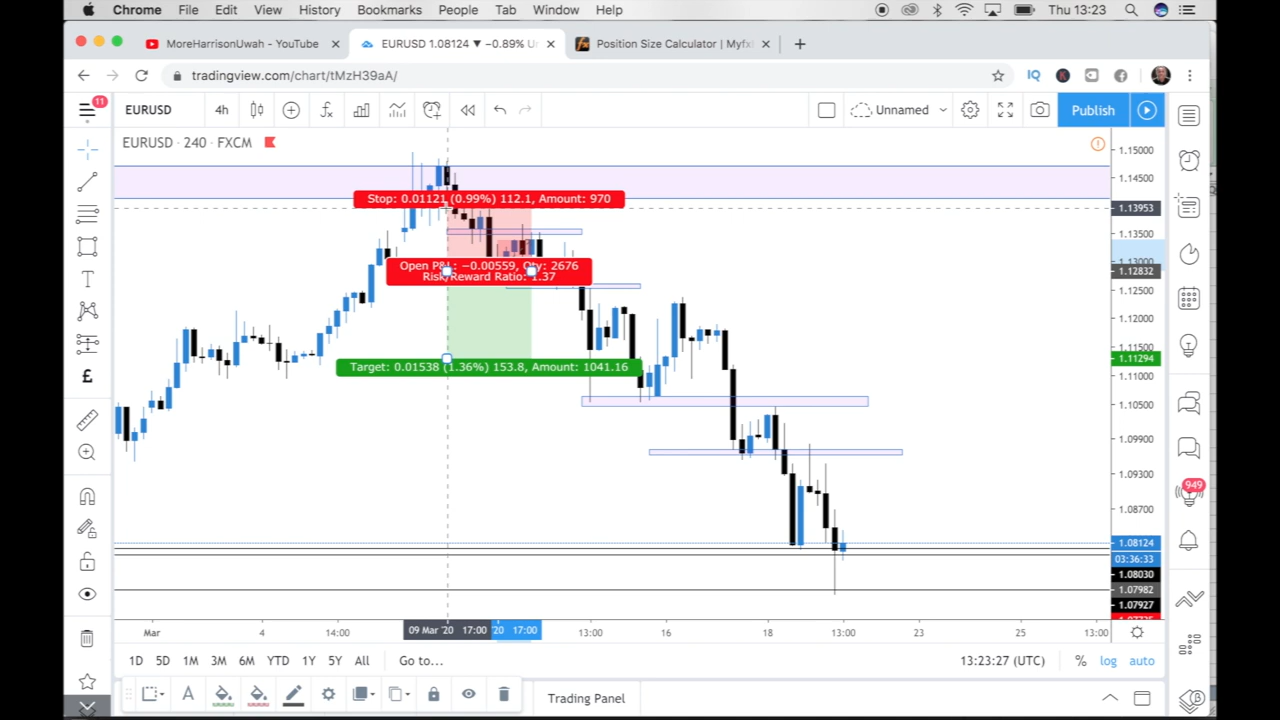 Chrome File Edit View History Bookmarks People Tab Window Help Thu 13:23
MoreHarrisonUwah - YouTube × EURUSD 1.08124 ▼ −0.89% × Position Size Calculator | Myfx × +
tradingview.com/chart/tMzH39aA/ IQ
11 EURUSD 4h Unnamed Publish
EURUSD · 240 · FXCM
1.15000
1.14500
Stop: 0.01121 (0.99%) 112.1, Amount: 970
1.13953
1.13500
1.13000
Open P&L: −0.00559, Qty: 2676
Risk/Reward Ratio: 1.37
1.12832
1.12500
1.12000
1.11500
1.11294
Target: 0.01538 (1.36%) 153.8, Amount: 1041.16
1.11000
1.10500
1.09900
1.09300
949
1.08700
1.08124
03:36:33
1.08030
1.07982
1.07927
Mar 4 14:00 09 Mar '20 17:00 '20 17:00 13:00 16 18 13:00 23 25 13:00
1D 5D 1M 3M 6M YTD 1Y 5Y All Go to... 13:23:27 (UTC) % log auto
Trading Panel